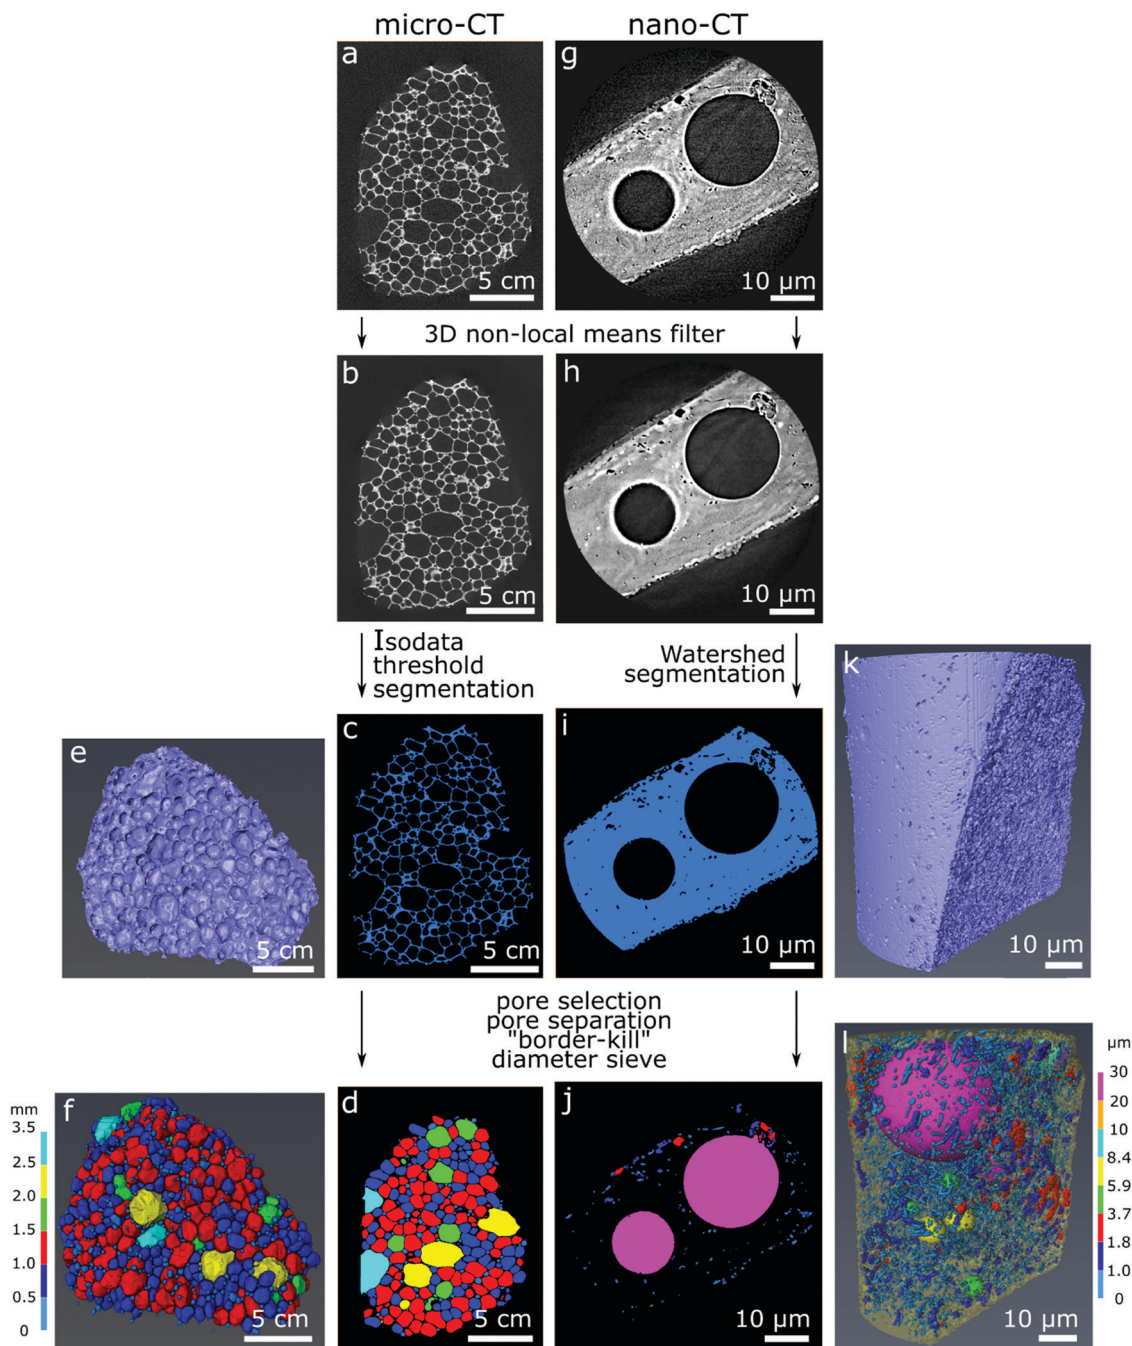 micro-CT
nano-CT
a
5 cm
g
10 µm
3D non-local means filter
b
5 cm
h
10 µm
Isodata
threshold
segmentation
Watershed
segmentation
e
5 cm
c
5 cm
i
10 µm
k
10 µm
pore selection
pore separation
"border-kill"
diameter sieve
mm
3.5
2.5
2.0
1.5
1.0
0.5
0
f
5 cm
d
5 cm
j
10 µm
l
10 µm
µm
30
20
10
8.4
5.9
3.7
1.8
1.0
0